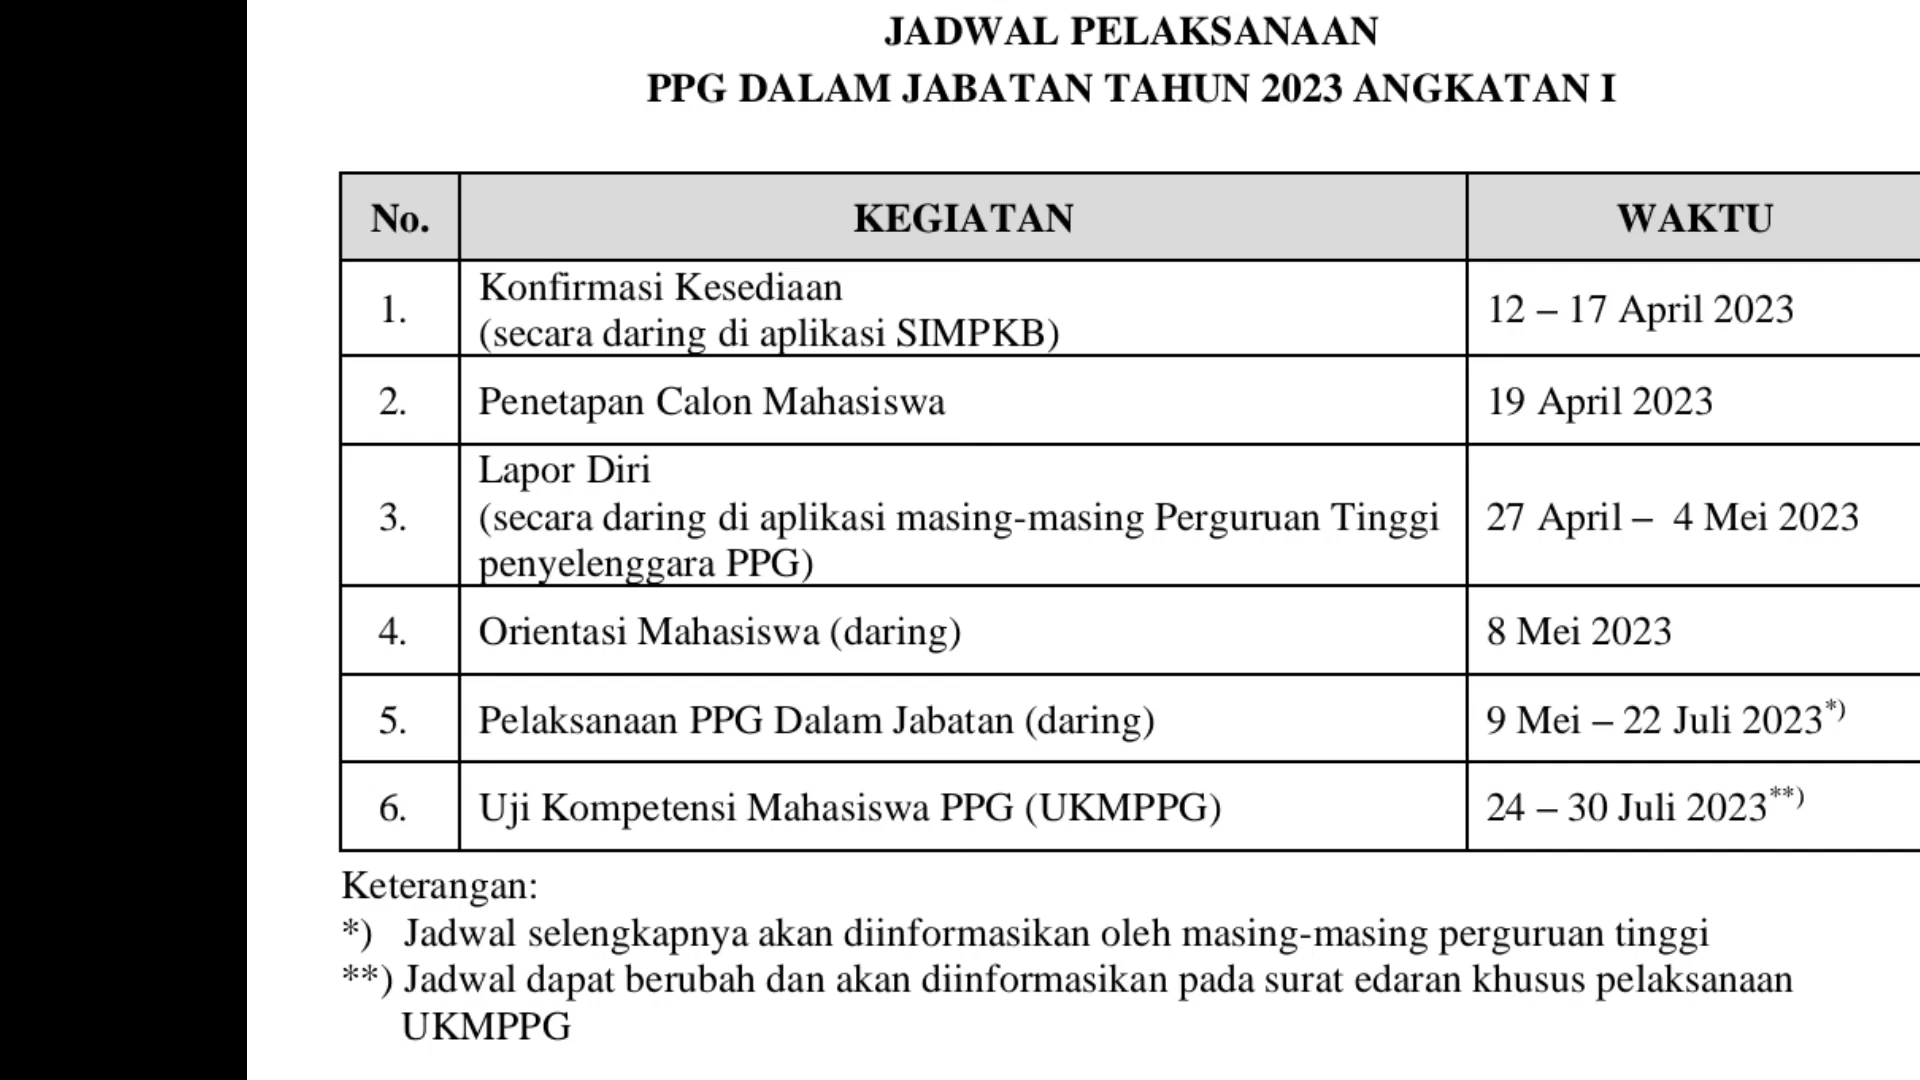 JADWAL PELAKSANAAN
PPG DALAM JABATAN TAHUN 2023 ANGKATAN I
No. KEGIATAN WAKTU
1. Konfirmasi Kesediaan
(secara daring di aplikasi SIMPKB) 12 – 17 April 2023
2. Penetapan Calon Mahasiswa 19 April 2023
3. Lapor Diri
(secara daring di aplikasi masing-masing Perguruan Tinggi
penyelenggara PPG) 27 April – 4 Mei 2023
4. Orientasi Mahasiswa (daring) 8 Mei 2023
5. Pelaksanaan PPG Dalam Jabatan (daring) 9 Mei – 22 Juli 2023*)
6. Uji Kompetensi Mahasiswa PPG (UKMPPG) 24 – 30 Juli 2023**)
Keterangan:
*) Jadwal selengkapnya akan diinformasikan oleh masing-masing perguruan tinggi
**) Jadwal dapat berubah dan akan diinformasikan pada surat edaran khusus pelaksanaan
UKMPPG